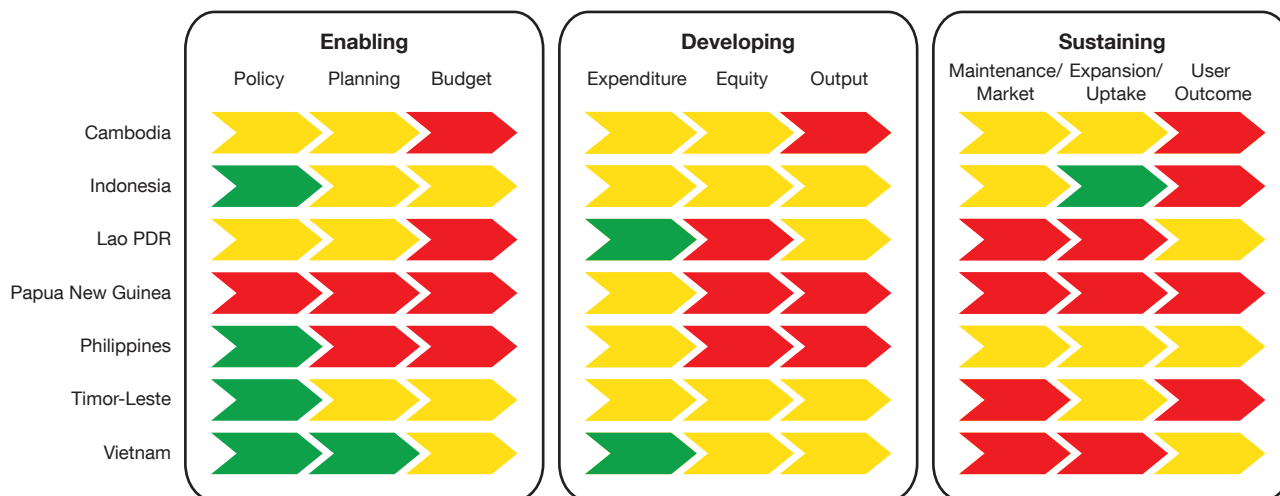 Enabling
Developing
Sustaining
Policy
Planning
Budget
Expenditure
Equity
Output
Maintenance/
Market
Expansion/
Uptake
User
Outcome
Cambodia
Indonesia
Lao PDR
Papua New Guinea
Philippines
Timor-Leste
Vietnam